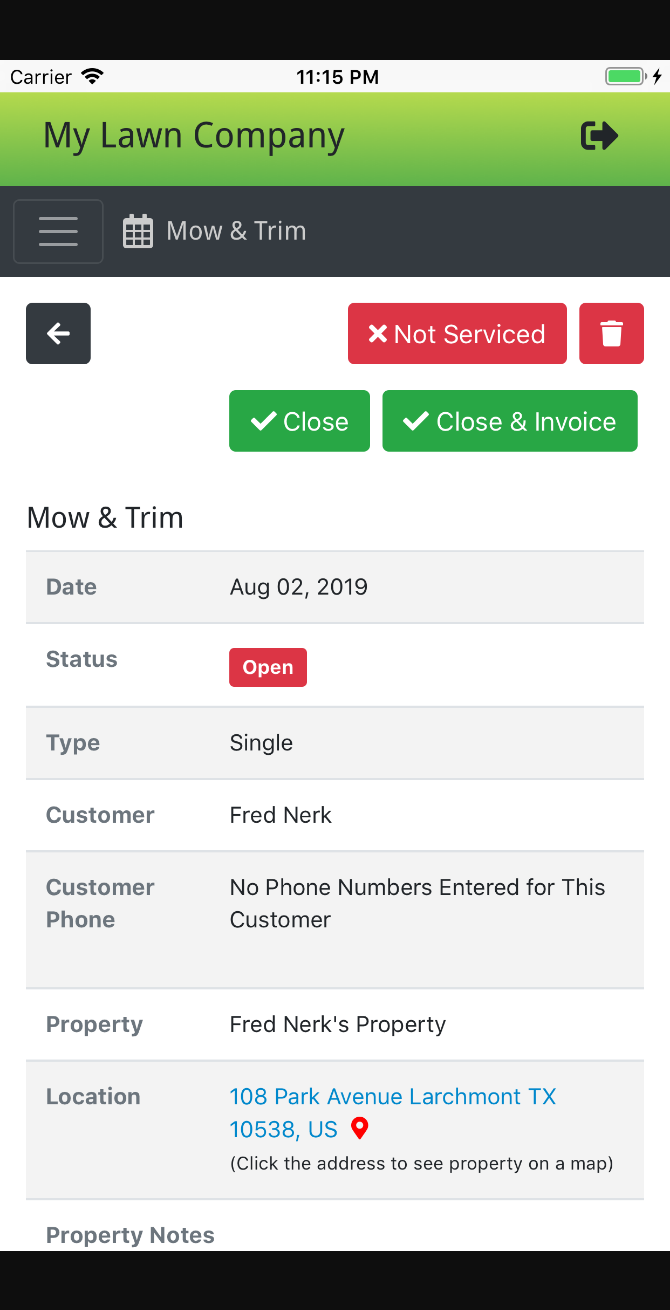 Carrier 11:15 PM
My Lawn Company
Mow & Trim
Not Serviced
Close Close & Invoice
Mow & Trim
Date Aug 02, 2019
Status Open
Type Single
Customer Fred Nerk
Customer Phone No Phone Numbers Entered for This
Customer
Property Fred Nerk's Property
Location 108 Park Avenue Larchmont TX
10538, US
(Click the address to see property on a map)
Property Notes